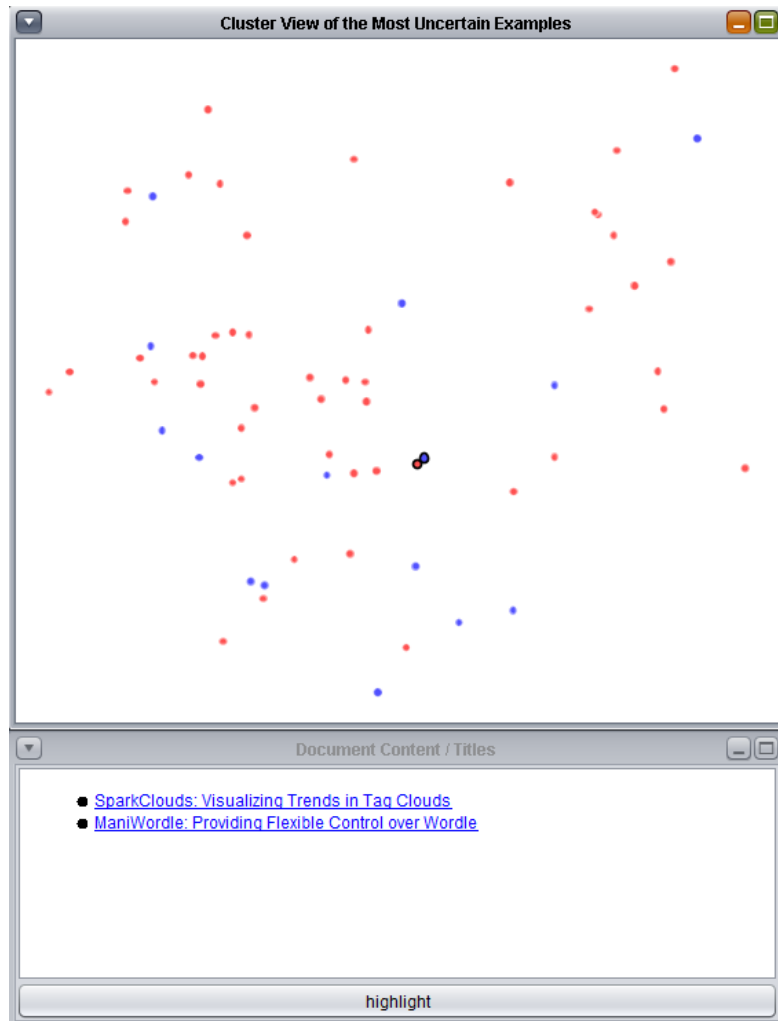 Cluster View of the Most Uncertain Examples
Document Content / Titles
SparkClouds: Visualizing Trends in Tag Clouds
ManiWordle: Providing Flexible Control over Wordle
highlight